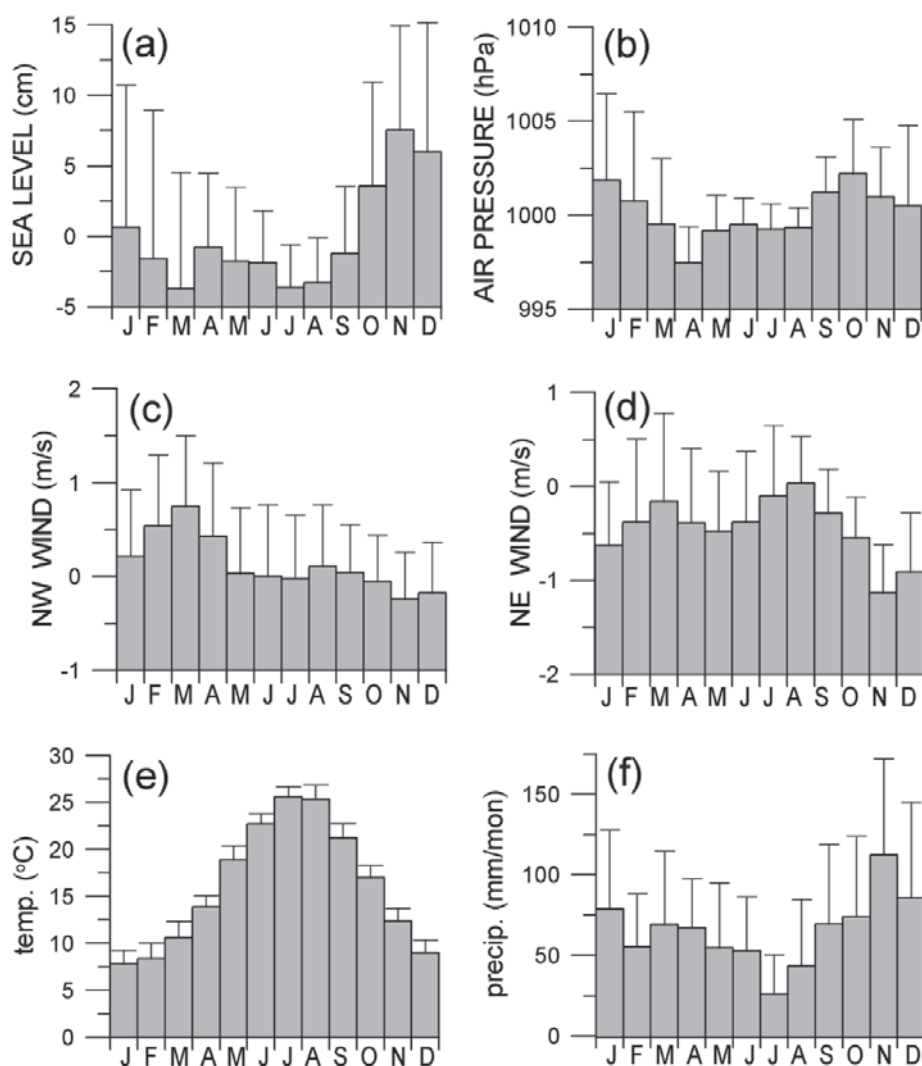 (a)
SEA LEVEL (cm)
15
10
5
0
-5
J F M A M J J A S O N D
(b)
AIR PRESSURE (hPa)
1010
1005
1000
995
J F M A M J J A S O N D
(c)
NW WIND (m/s)
2
1
0
-1
J F M A M J J A S O N D
(d)
NE WIND (m/s)
1
0
-1
-2
J F M A M J J A S O N D
(e)
temp. (°C)
30
25
20
15
10
5
0
J F M A M J J A S O N D
(f)
precip. (mm/mon)
150
100
50
0
J F M A M J J A S O N D